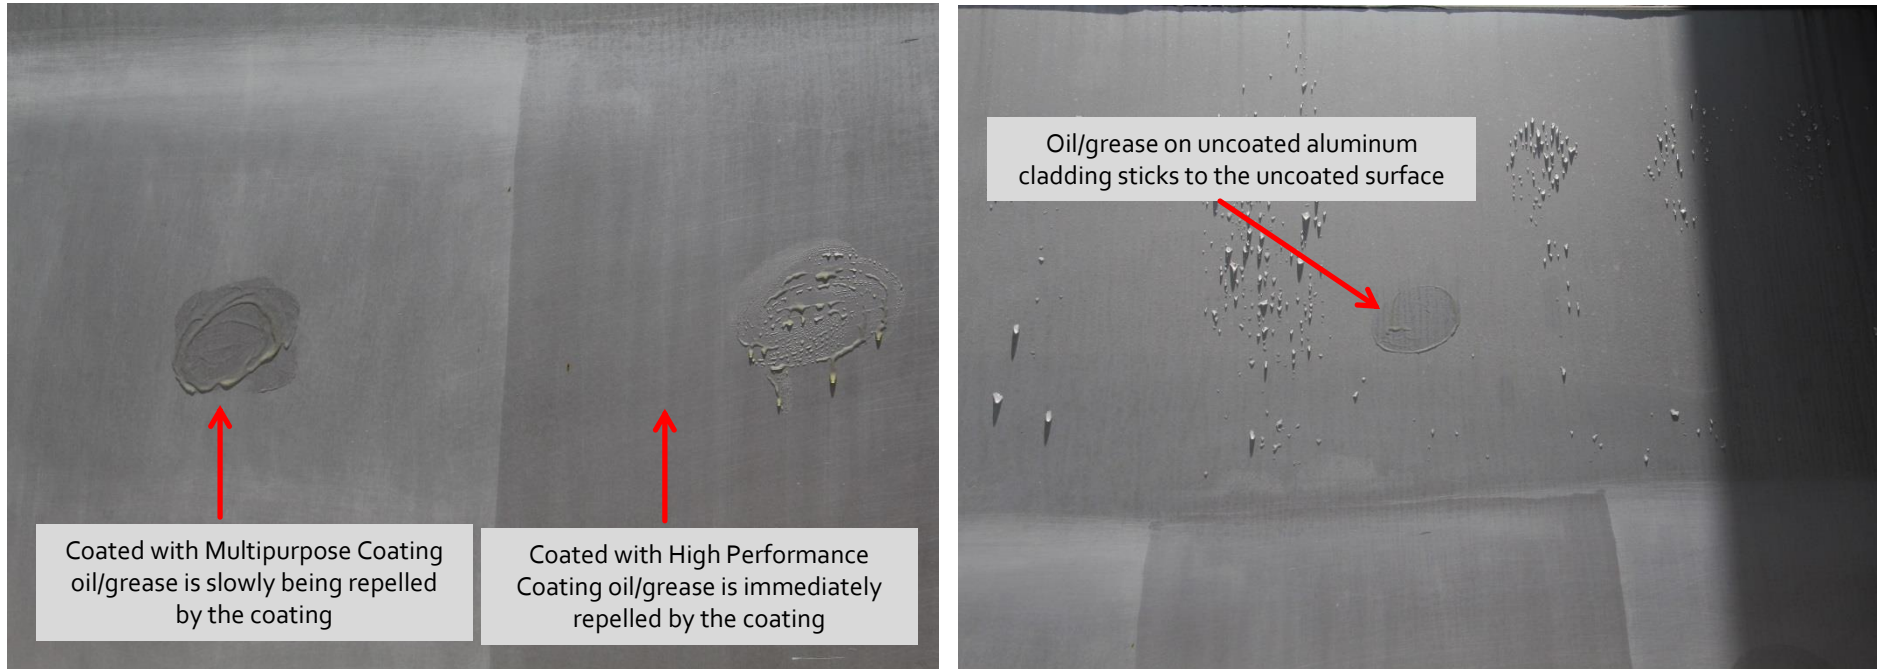 Coated with Multipurpose Coating
oil/grease is slowly being repelled
by the coating
Coated with High Performance
Coating oil/grease is immediately
repelled by the coating
Oil/grease on uncoated aluminum
cladding sticks to the uncoated surface